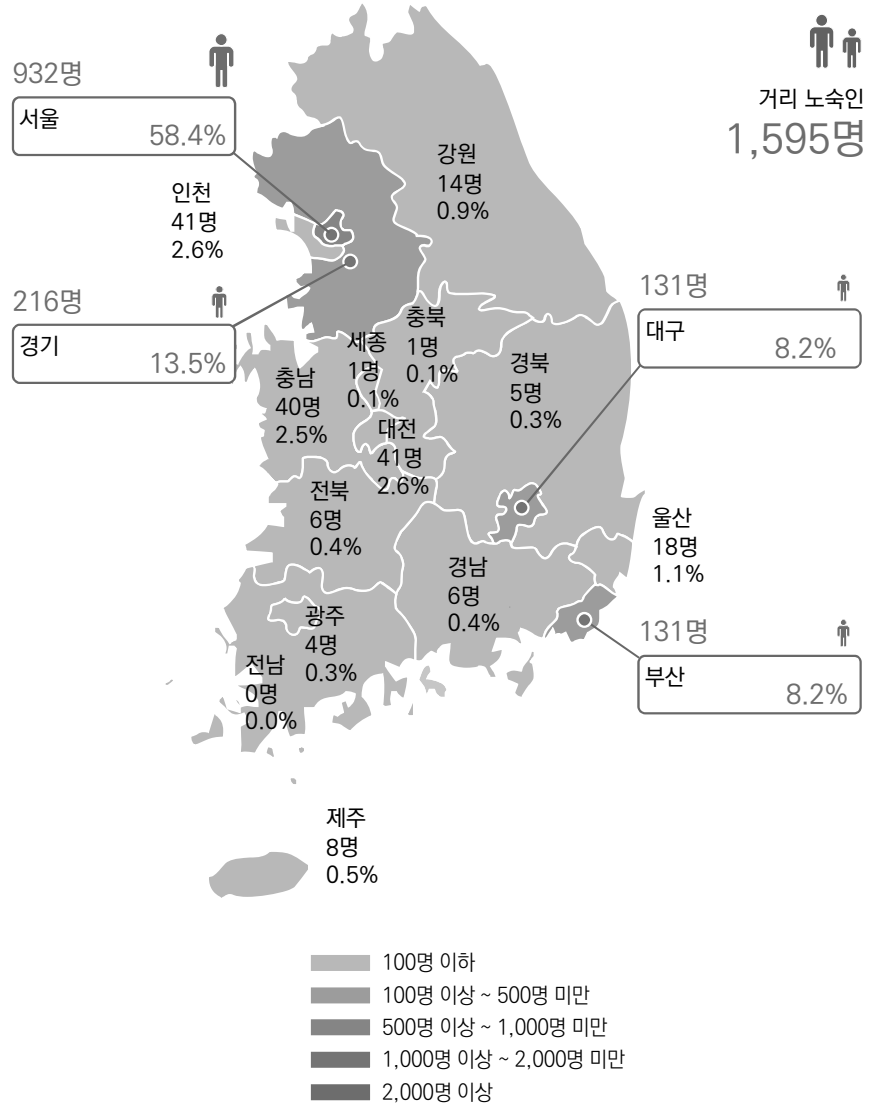 거리 노숙인
1,595명
932명
서울
58.4%
강원
14명
0.9%
인천
41명
2.6%
216명
경기
13.5%
131명
대구
8.2%
충북
1명
0.1%
세종
1명
0.1%
경북
5명
0.3%
충남
40명
2.5%
대전
41명
2.6%
전북
6명
0.4%
울산
18명
1.1%
경남
6명
0.4%
광주
4명
0.3%
131명
부산
8.2%
전남
0명
0.0%
제주
8명
0.5%
100명 이하
100명 이상 ~ 500명 미만
500명 이상 ~ 1,000명 미만
1,000명 이상 ~ 2,000명 미만
2,000명 이상